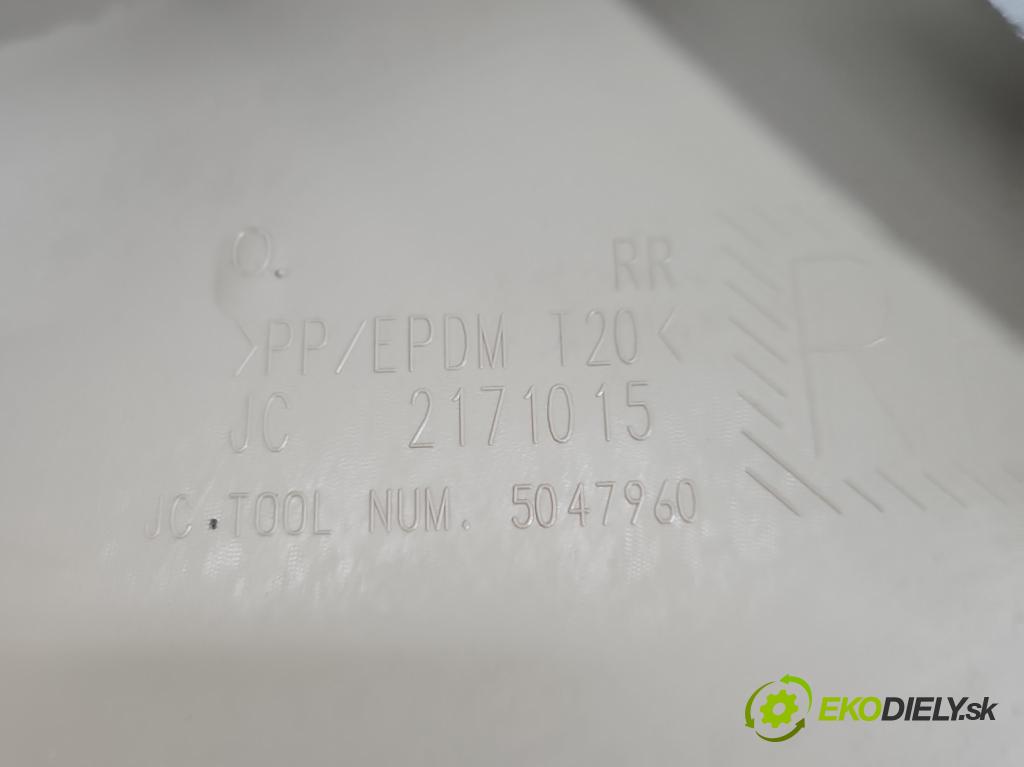 O. RR
>PP/EPDM T20<
JC 2171015
JC TOOL NUM. 5047960
R
EKODIELY.sk